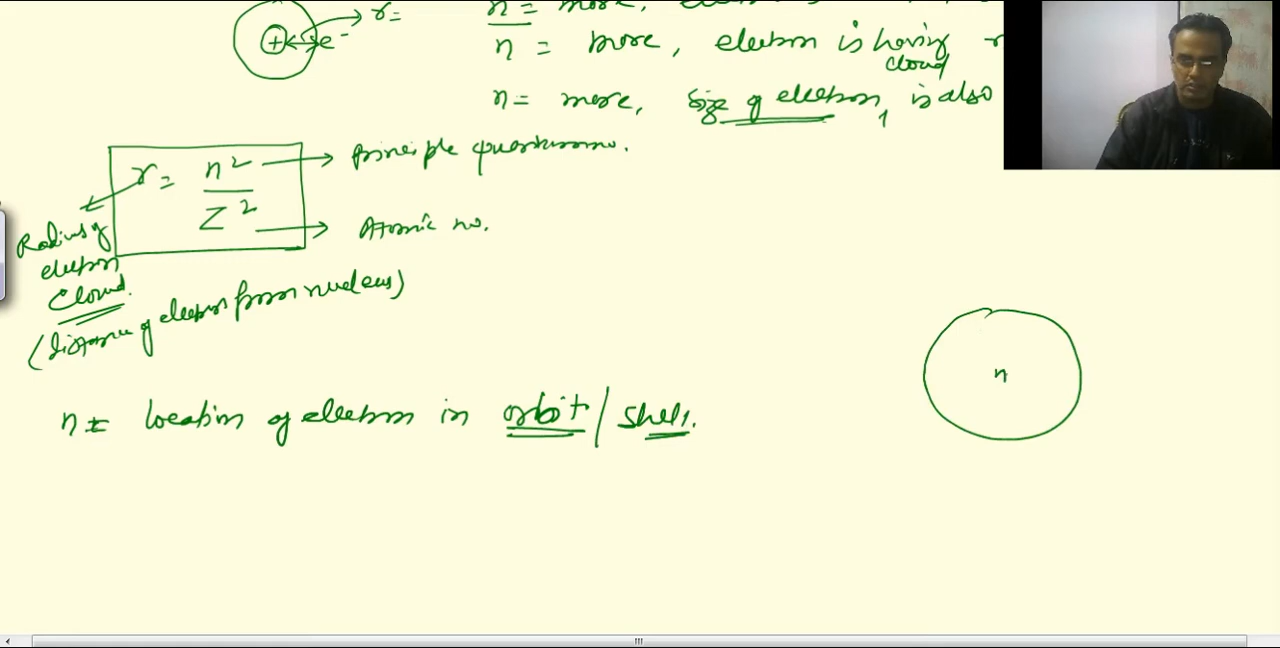 r=
n = more,
+ e-
n = more, electron is having
cloud
n = more, size of electron, is also
r = n²/Z²
Principle quantum no.
Atomic no.
Radius of
electron
cloud.
(distance of electron from nucleus)
n = location of electron in orbit / shell.
n